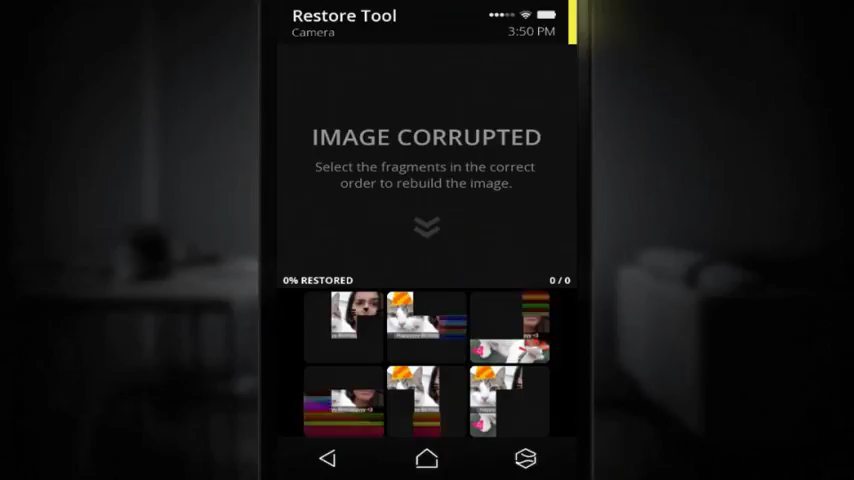 Restore Tool
Camera
3:50 PM
IMAGE CORRUPTED
Select the fragments in the correct
order to rebuild the image.
0% RESTORED
0 / 0